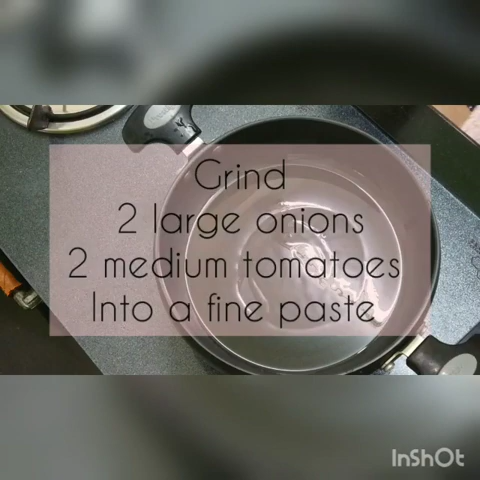 Grind
2 large onions
2 medium tomatoes
Into a fine paste
InShOt